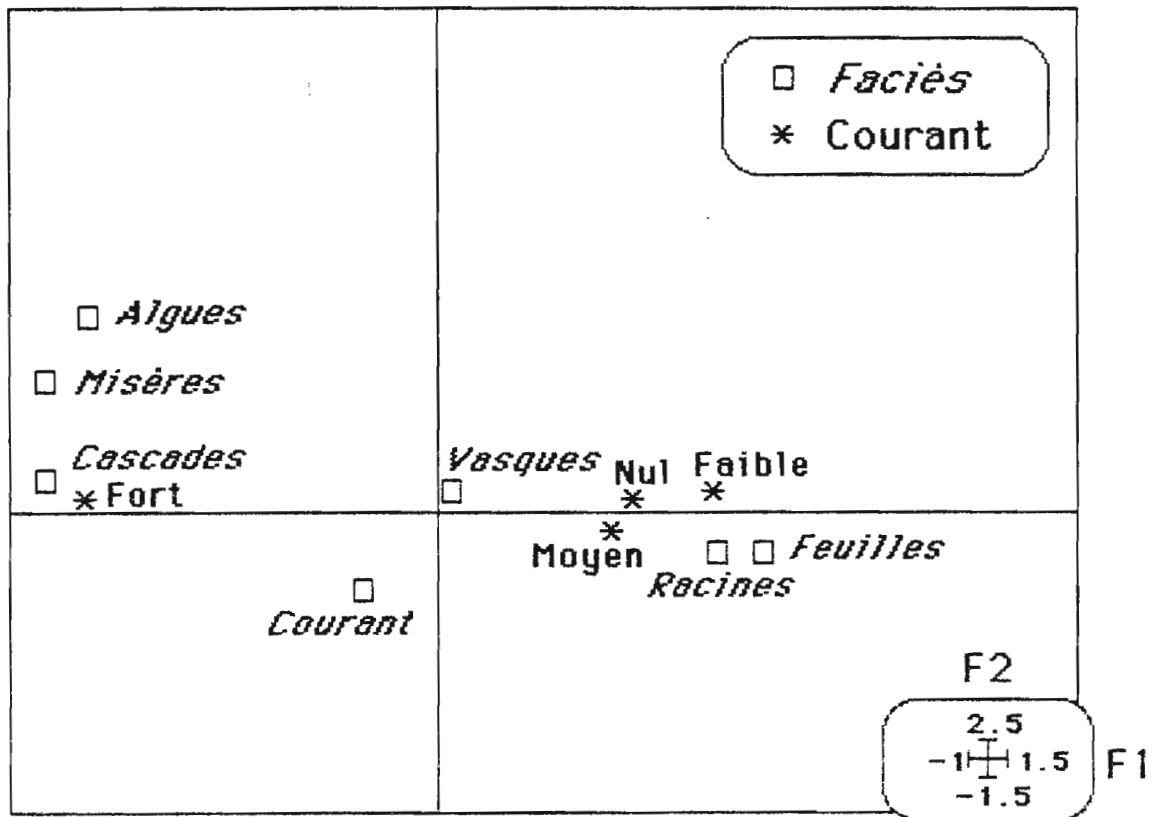 □ Faciès
* Courant
Algues
Misères
Cascades
Fort
Vasques
Nul
Faible
Moyen
Racines
Feuilles
Courant
F2
2.5
-1
1.5
-1.5
F1